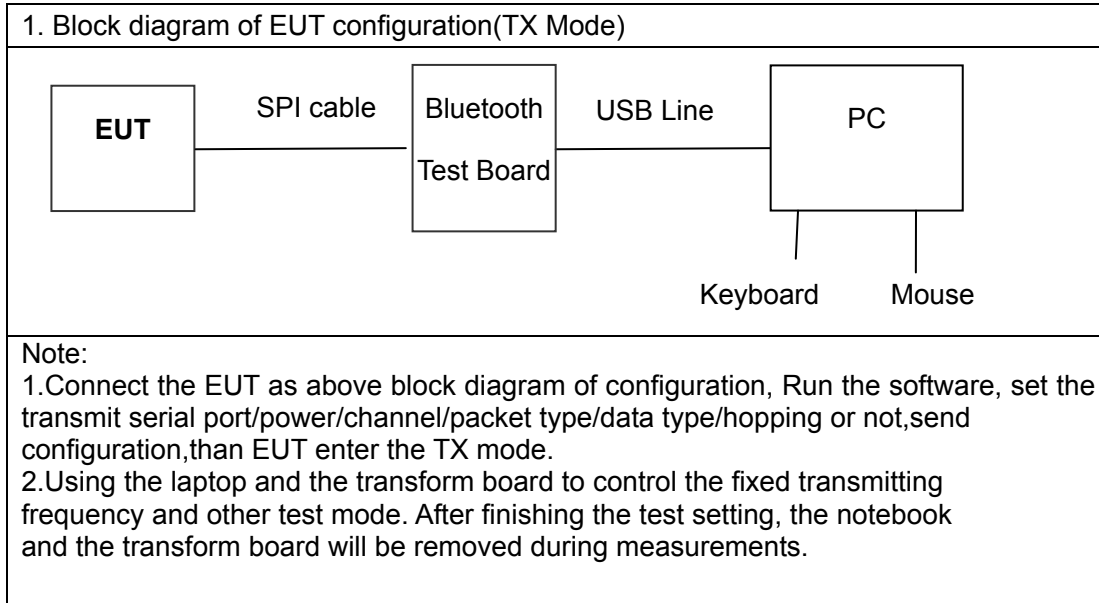 1. Block diagram of EUT configuration(TX Mode)
EUT
SPI cable
Bluetooth
Test Board
USB Line
PC
Keyboard
Mouse
Note:
1.Connect the EUT as above block diagram of configuration, Run the software, set the
transmit serial port/power/channel/packet type/data type/hopping or not,send
configuration,than EUT enter the TX mode.
2.Using the laptop and the transform board to control the fixed transmitting
frequency and other test mode. After finishing the test setting, the notebook
and the transform board will be removed during measurements.